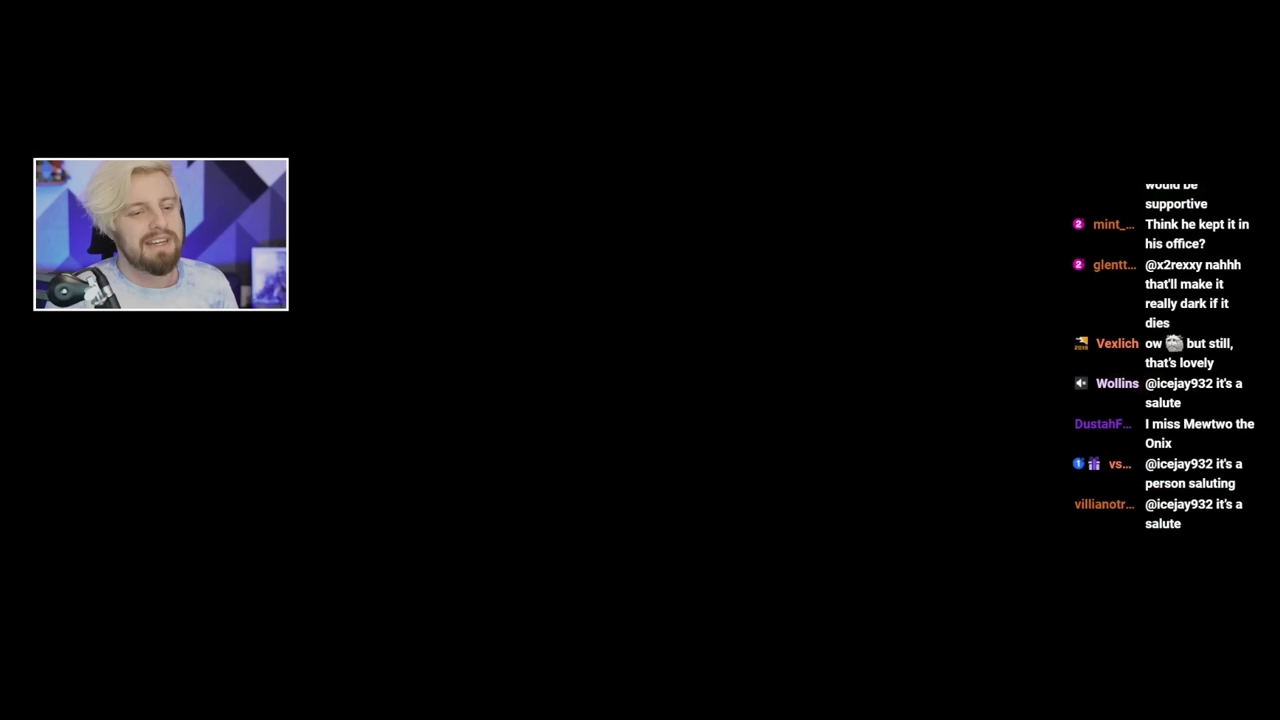 would be
supportive
mint_... Think he kept it in
his office?
glentt... @x2rexxy nahhh
that'll make it
really dark if it
dies
Vexlich ow but still,
that's lovely
Wollins @icejay932 it's a
salute
DustahF... I miss Mewtwo the
Onix
vs... @icejay932 it's a
person saluting
villianotr... @icejay932 it's a
salute